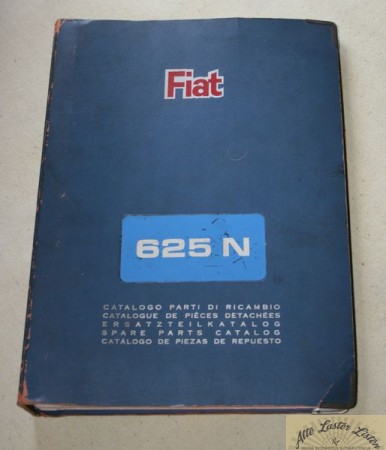 Fiat
625 N
CATALOGO PARTI DI RICAMBIO
CATALOGUE DE PIÈCES DETACHÉES
ERSATZTEILKATALOG
SPARE PARTS CATALOG
CATÁLOGO DE PIEZAS DE REPUESTO
Alte Laster Listen